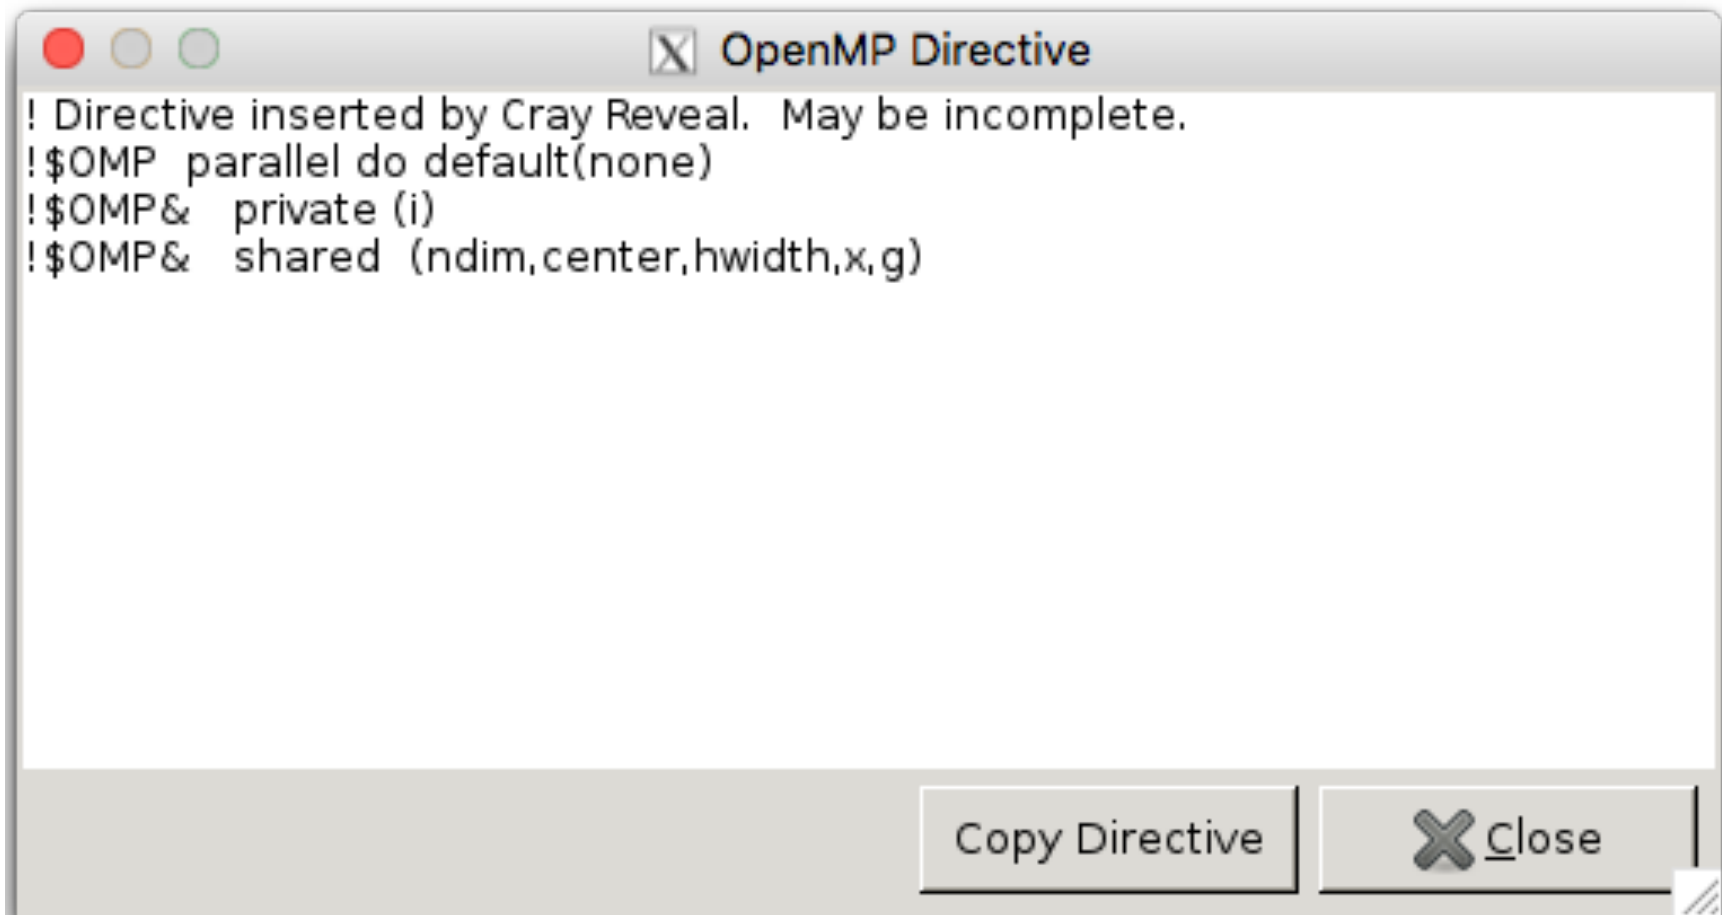 OpenMP Directive
! Directive inserted by Cray Reveal.  May be incomplete.
!$OMP  parallel do default(none)
!$OMP&   private (i)
!$OMP&   shared  (ndim,center,hwidth,x,g)
Copy Directive
Close